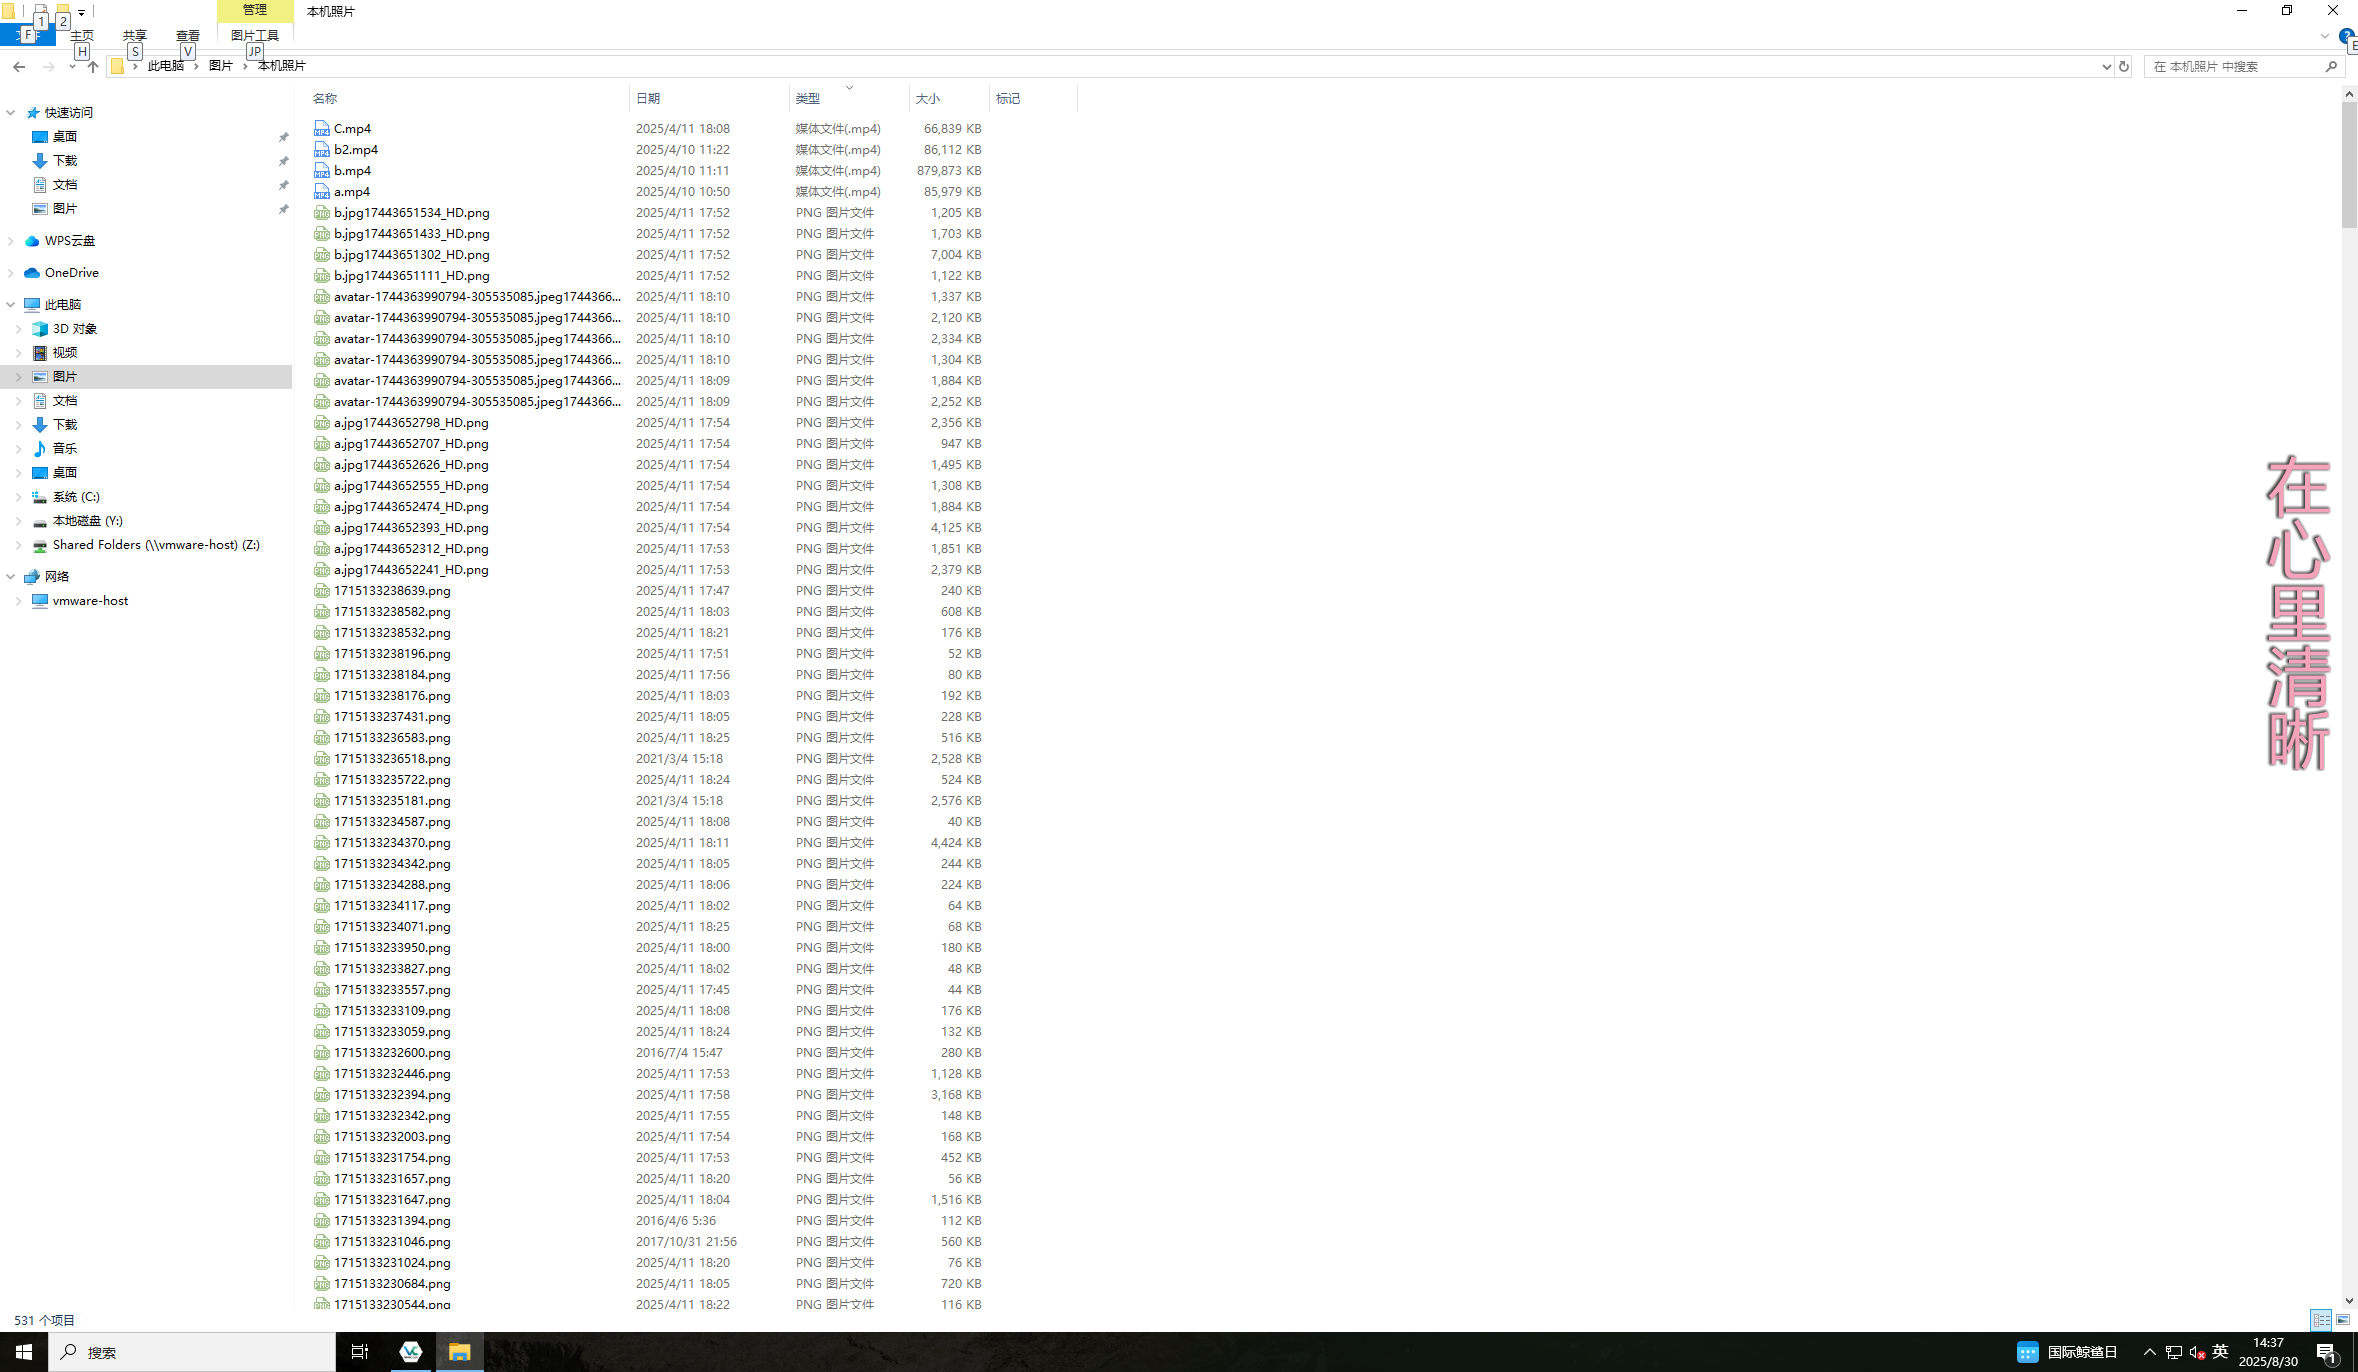 管理
本机照片
1
2
F
主页
共享
查看
图片工具
H
S
V
JP
E
此电脑 › 图片 › 本机照片
在 本机照片 中搜索
快速访问
桌面
下载
文档
图片
WPS云盘
OneDrive
此电脑
3D 对象
视频
图片
文档
下载
音乐
桌面
系统 (C:)
本地磁盘 (Y:)
Shared Folders (\\vmware-host) (Z:)
网络
vmware-host
名称 日期 类型 大小 标记
C.mp4 2025/4/11 18:08 媒体文件(.mp4) 66,839 KB
b2.mp4 2025/4/10 11:22 媒体文件(.mp4) 86,112 KB
b.mp4 2025/4/10 11:11 媒体文件(.mp4) 879,873 KB
a.mp4 2025/4/10 10:50 媒体文件(.mp4) 85,979 KB
b.jpg17443651534_HD.png 2025/4/11 17:52 PNG 图片文件 1,205 KB
b.jpg17443651433_HD.png 2025/4/11 17:52 PNG 图片文件 1,703 KB
b.jpg17443651302_HD.png 2025/4/11 17:52 PNG 图片文件 7,004 KB
b.jpg17443651111_HD.png 2025/4/11 17:52 PNG 图片文件 1,122 KB
avatar-1744363990794-305535085.jpeg1744366... 2025/4/11 18:10 PNG 图片文件 1,337 KB
avatar-1744363990794-305535085.jpeg1744366... 2025/4/11 18:10 PNG 图片文件 2,120 KB
avatar-1744363990794-305535085.jpeg1744366... 2025/4/11 18:10 PNG 图片文件 2,334 KB
avatar-1744363990794-305535085.jpeg1744366... 2025/4/11 18:10 PNG 图片文件 1,304 KB
avatar-1744363990794-305535085.jpeg1744366... 2025/4/11 18:09 PNG 图片文件 1,884 KB
avatar-1744363990794-305535085.jpeg1744366... 2025/4/11 18:09 PNG 图片文件 2,252 KB
a.jpg17443652798_HD.png 2025/4/11 17:54 PNG 图片文件 2,356 KB
a.jpg17443652707_HD.png 2025/4/11 17:54 PNG 图片文件 947 KB
a.jpg17443652626_HD.png 2025/4/11 17:54 PNG 图片文件 1,495 KB
a.jpg17443652555_HD.png 2025/4/11 17:54 PNG 图片文件 1,308 KB
a.jpg17443652474_HD.png 2025/4/11 17:54 PNG 图片文件 1,884 KB
a.jpg17443652393_HD.png 2025/4/11 17:54 PNG 图片文件 4,125 KB
a.jpg17443652312_HD.png 2025/4/11 17:53 PNG 图片文件 1,851 KB
a.jpg17443652241_HD.png 2025/4/11 17:53 PNG 图片文件 2,379 KB
1715133238639.png 2025/4/11 17:47 PNG 图片文件 240 KB
1715133238582.png 2025/4/11 18:03 PNG 图片文件 608 KB
1715133238532.png 2025/4/11 18:21 PNG 图片文件 176 KB
1715133238196.png 2025/4/11 17:51 PNG 图片文件 52 KB
1715133238184.png 2025/4/11 17:56 PNG 图片文件 80 KB
1715133238176.png 2025/4/11 18:03 PNG 图片文件 192 KB
1715133237431.png 2025/4/11 18:05 PNG 图片文件 228 KB
1715133236583.png 2025/4/11 18:25 PNG 图片文件 516 KB
1715133236518.png 2021/3/4 15:18 PNG 图片文件 2,528 KB
1715133235722.png 2025/4/11 18:24 PNG 图片文件 524 KB
1715133235181.png 2021/3/4 15:18 PNG 图片文件 2,576 KB
1715133234587.png 2025/4/11 18:08 PNG 图片文件 40 KB
1715133234370.png 2025/4/11 18:11 PNG 图片文件 4,424 KB
1715133234342.png 2025/4/11 18:05 PNG 图片文件 244 KB
1715133234288.png 2025/4/11 18:06 PNG 图片文件 224 KB
1715133234117.png 2025/4/11 18:02 PNG 图片文件 64 KB
1715133234071.png 2025/4/11 18:25 PNG 图片文件 68 KB
1715133233950.png 2025/4/11 18:00 PNG 图片文件 180 KB
1715133233827.png 2025/4/11 18:02 PNG 图片文件 48 KB
1715133233557.png 2025/4/11 17:45 PNG 图片文件 44 KB
1715133233109.png 2025/4/11 18:08 PNG 图片文件 176 KB
1715133233059.png 2025/4/11 18:24 PNG 图片文件 132 KB
1715133232600.png 2016/7/4 15:47 PNG 图片文件 280 KB
1715133232446.png 2025/4/11 17:53 PNG 图片文件 1,128 KB
1715133232394.png 2025/4/11 17:58 PNG 图片文件 3,168 KB
1715133232342.png 2025/4/11 17:55 PNG 图片文件 148 KB
1715133232003.png 2025/4/11 17:54 PNG 图片文件 168 KB
1715133231754.png 2025/4/11 17:53 PNG 图片文件 452 KB
1715133231657.png 2025/4/11 18:20 PNG 图片文件 56 KB
1715133231647.png 2025/4/11 18:04 PNG 图片文件 1,516 KB
1715133231394.png 2016/4/6 5:36 PNG 图片文件 112 KB
1715133231046.png 2017/10/31 21:56 PNG 图片文件 560 KB
1715133231024.png 2025/4/11 18:20 PNG 图片文件 76 KB
1715133230684.png 2025/4/11 18:05 PNG 图片文件 720 KB
1715133230544.png 2025/4/11 18:22 PNG 图片文件 116 KB
在心里清晰
531 个项目
搜索
国际鲸鲨日
英
14:37
2025/8/30
1